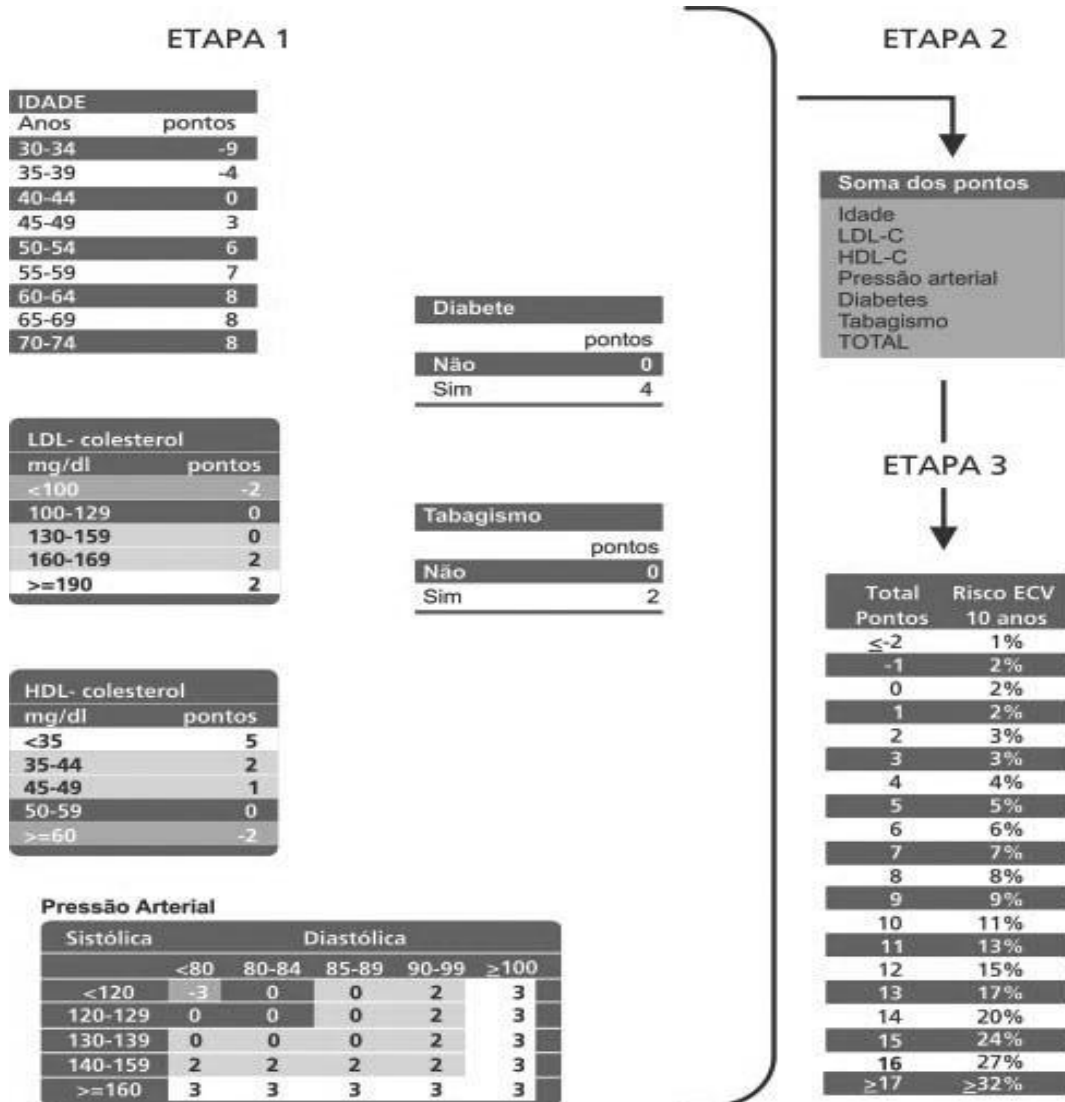 ETAPA 1
IDADE
Anos pontos
30-34 -9
35-39 -4
40-44 0
45-49 3
50-54 6
55-59 7
60-64 8
65-69 8
70-74 8
LDL- colesterol
mg/dl pontos
<100 -2
100-129 0
130-159 0
160-169 2
>=190 2
HDL- colesterol
mg/dl pontos
<35 5
35-44 2
45-49 1
50-59 0
>=60 -2
Pressão Arterial
Sistólica Diastólica
<80 80-84 85-89 90-99 ≥100
<120 -3 0 0 2 3
120-129 0 0 0 2 3
130-139 0 0 0 2 3
140-159 2 2 2 2 3
>=160 3 3 3 3 3
Diabete
pontos
Não 0
Sim 4
Tabagismo
pontos
Não 0
Sim 2
ETAPA 2
Soma dos pontos
Idade
LDL-C
HDL-C
Pressão arterial
Diabetes
Tabagismo
TOTAL
ETAPA 3
Total Risco ECV
Pontos 10 anos
≤-2 1%
-1 2%
0 2%
1 2%
2 3%
3 3%
4 4%
5 5%
6 6%
7 7%
8 8%
9 9%
10 11%
11 13%
12 15%
13 17%
14 20%
15 24%
16 27%
≥17 ≥32%